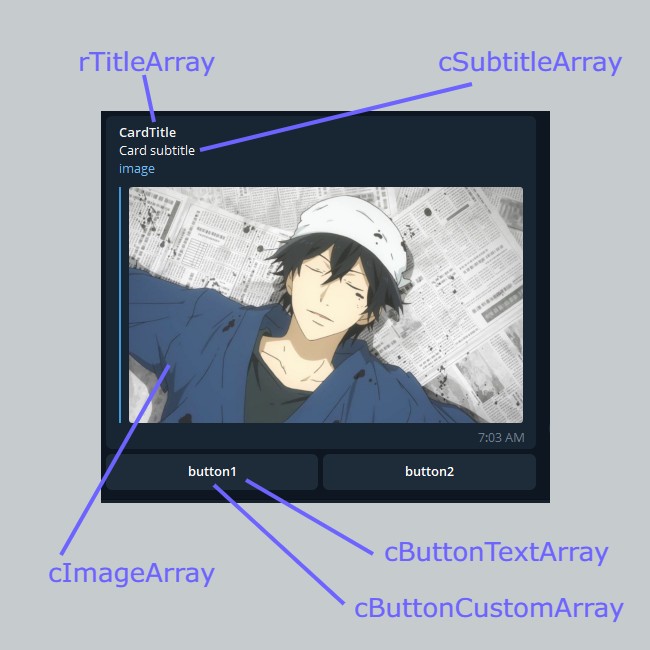 rTitleArray
cSubtitleArray
CardTitle
Card subtitle
image
7:03 AM
button1
button2
cImageArray
cButtonTextArray
cButtonCustomArray